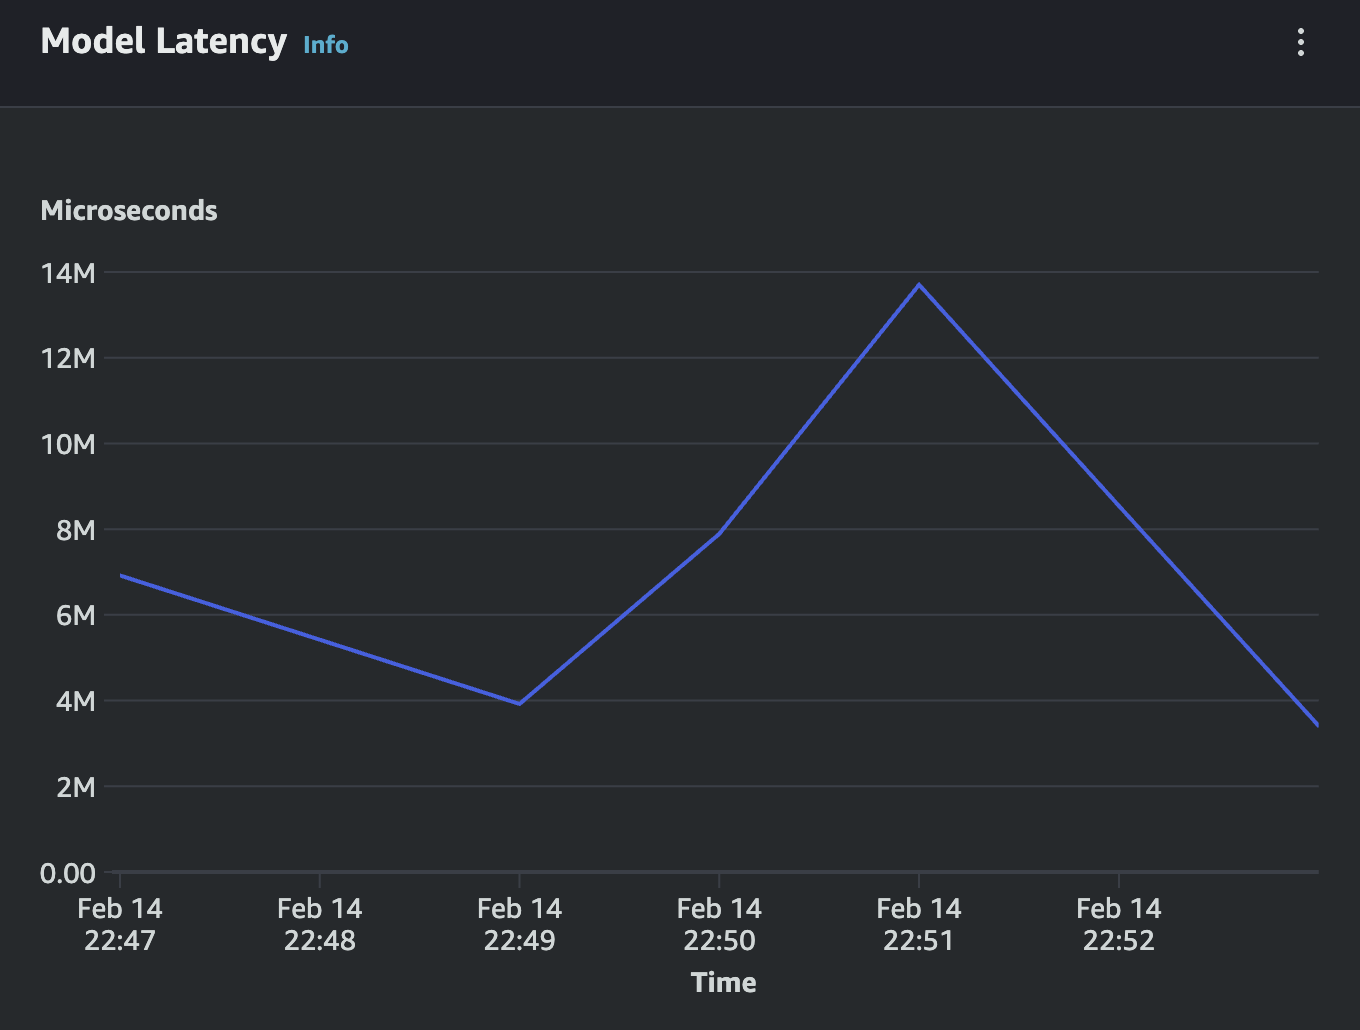 Model Latency Info
Microseconds
14M
12M
10M
8M
6M
4M
2M
0.00
Feb 14 Feb 14 Feb 14 Feb 14 Feb 14 Feb 14
22:47 22:48 22:49 22:50 22:51 22:52
Time